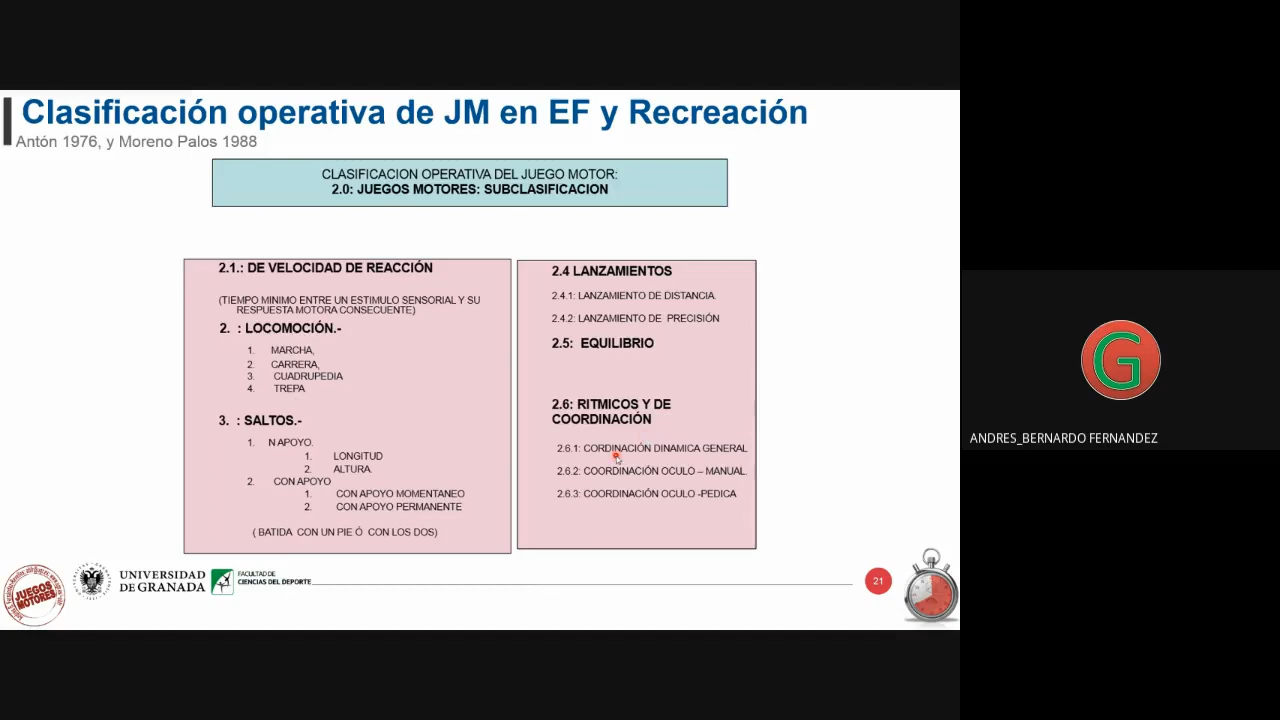 Clasificación operativa de JM en EF y Recreación
Antón 1976, y Moreno Palos 1988
CLASIFICACION OPERATIVA DEL JUEGO MOTOR:
2.0: JUEGOS MOTORES: SUBCLASIFICACION
2.1.: DE VELOCIDAD DE REACCIÓN
(TIEMPO MINIMO ENTRE UN ESTIMULO SENSORIAL Y SU
RESPUESTA MOTORA CONSECUENTE)
2. : LOCOMOCIÓN.-
1. MARCHA,
2. CARRERA,
3. CUADRUPEDIA
4. TREPA
3. : SALTOS.-
1. N APOYO.
1. LONGITUD
2. ALTURA.
2. CON APOYO
1. CON APOYO MOMENTANEO
2. CON APOYO PERMANENTE
( BATIDA CON UN PIE Ó CON LOS DOS)
2.4 LANZAMIENTOS
2.4.1: LANZAMIENTO DE DISTANCIA.
2.4.2: LANZAMIENTO DE PRECISIÓN
2.5: EQUILIBRIO
2.6: RITMICOS Y DE
COORDINACIÓN
2.6.1: CORDINACIÓN DINAMICA GENERAL
2.6.2: COORDINACIÓN OCULO – MANUAL.
2.6.3: COORDINACIÓN OCULO -PEDICA
JUEGOS
MOTORES
UNIVERSIDAD
DE GRANADA
FACULTAD DE
CIENCIAS DEL DEPORTE
21
G
ANDRES_BERNARDO FERNANDEZ